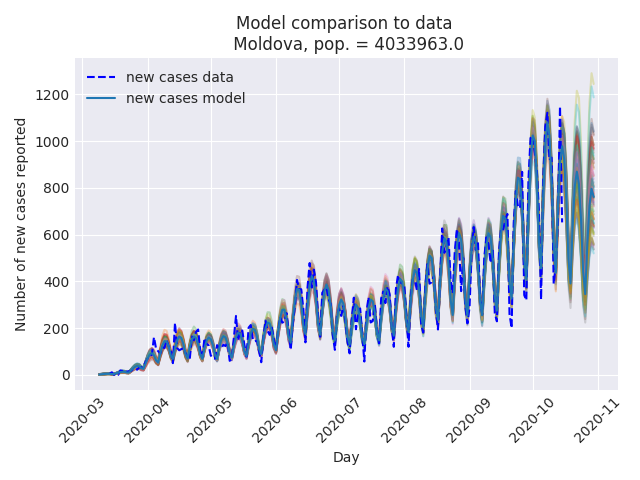 Model comparison to data
Moldova, pop. = 4033963.0
new cases data
new cases model
Number of new cases reported
1200
1000
800
600
400
200
0
2020-03
2020-04
2020-05
2020-06
2020-07
2020-08
2020-09
2020-10
2020-11
Day